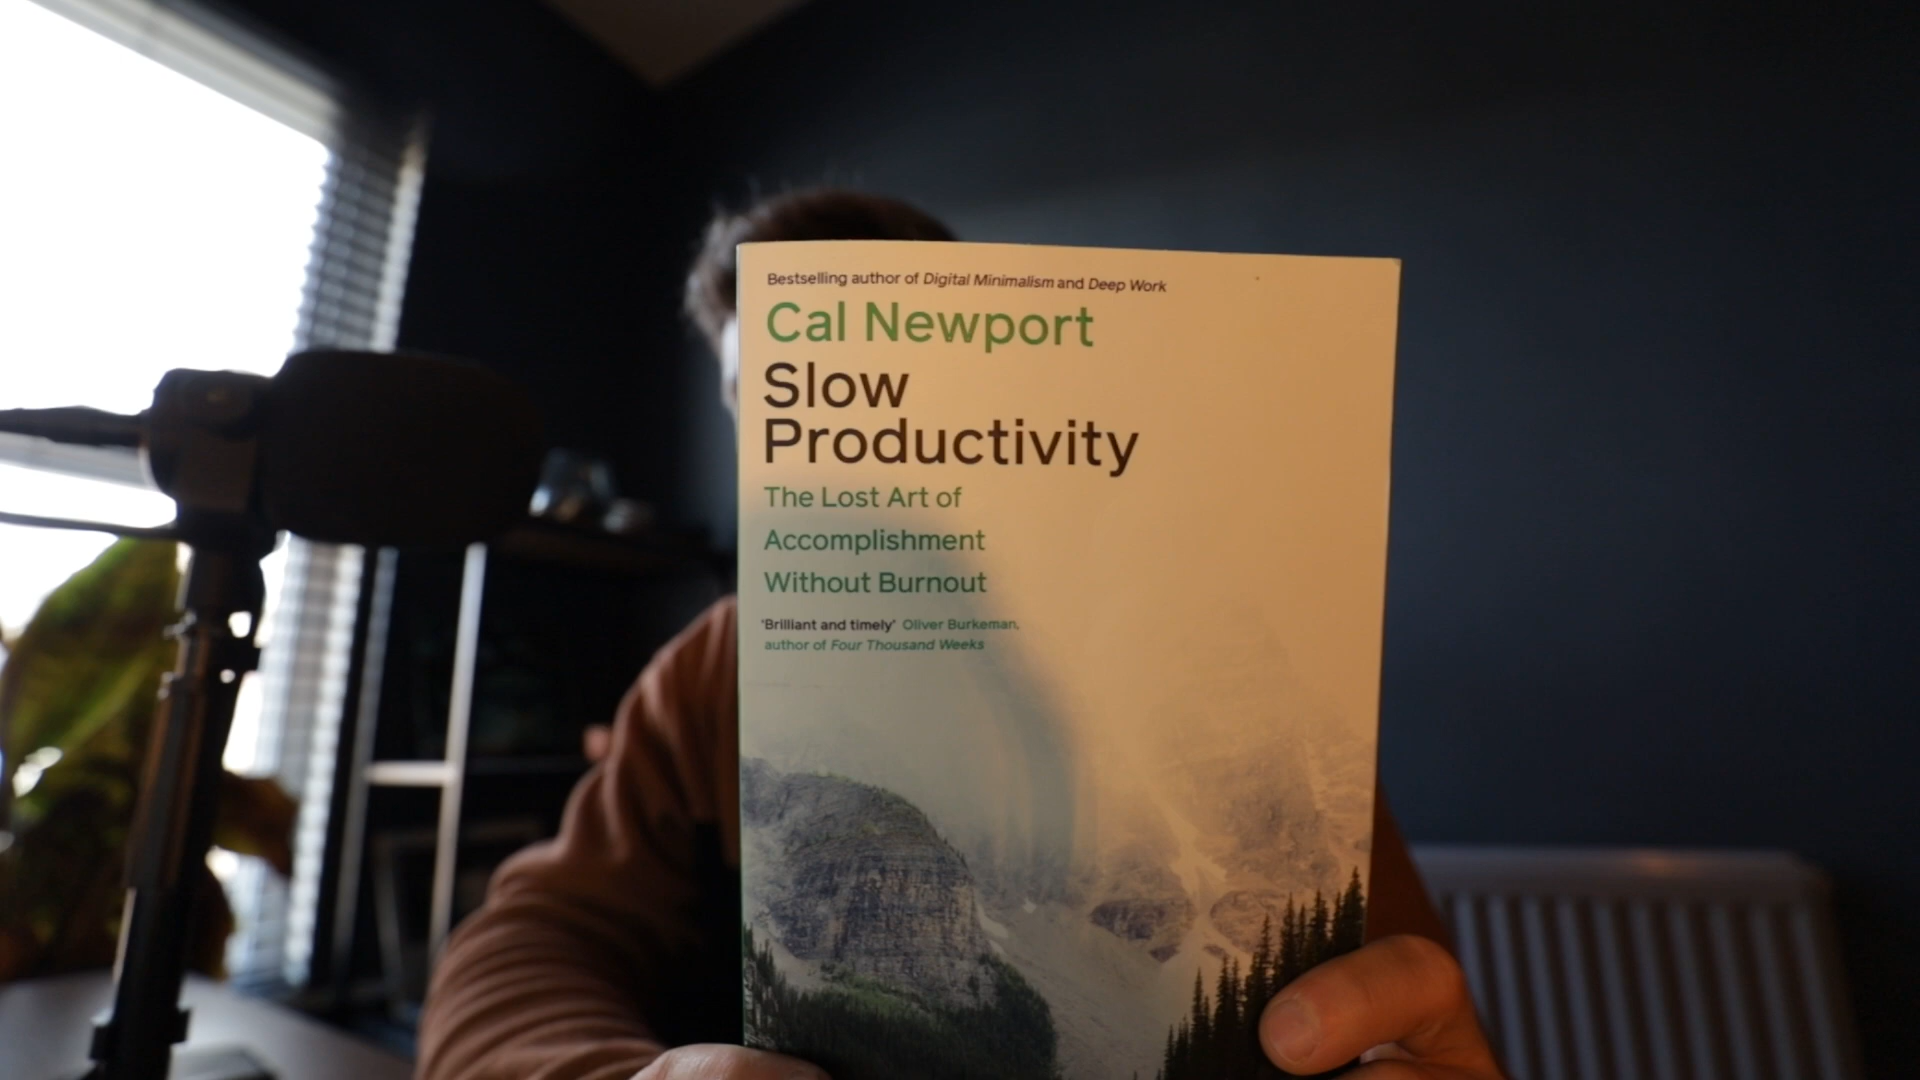 Bestselling author of Digital Minimalism and Deep Work
Cal Newport
Slow
Productivity
The Lost Art of
Accomplishment
Without Burnout
'Brilliant and timely' Oliver Burkeman,
author of Four Thousand Weeks